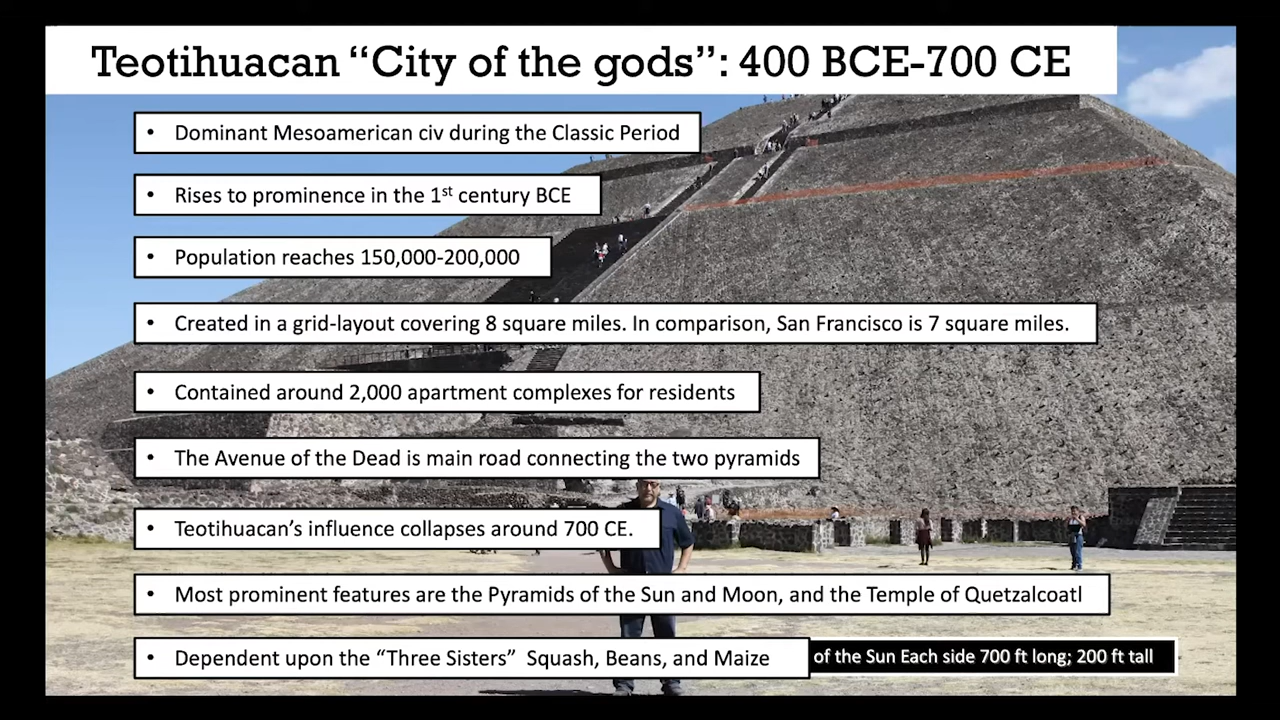 Teotihuacan “City of the gods”: 400 BCE-700 CE
• Dominant Mesoamerican civ during the Classic Period
• Rises to prominence in the 1st century BCE
• Population reaches 150,000-200,000
• Created in a grid-layout covering 8 square miles. In comparison, San Francisco is 7 square miles.
• Contained around 2,000 apartment complexes for residents
• The Avenue of the Dead is main road connecting the two pyramids
• Teotihuacan’s influence collapses around 700 CE.
• Most prominent features are the Pyramids of the Sun and Moon, and the Temple of Quetzalcoatl
• Dependent upon the “Three Sisters” Squash, Beans, and Maize
of the Sun Each side 700 ft long; 200 ft tall